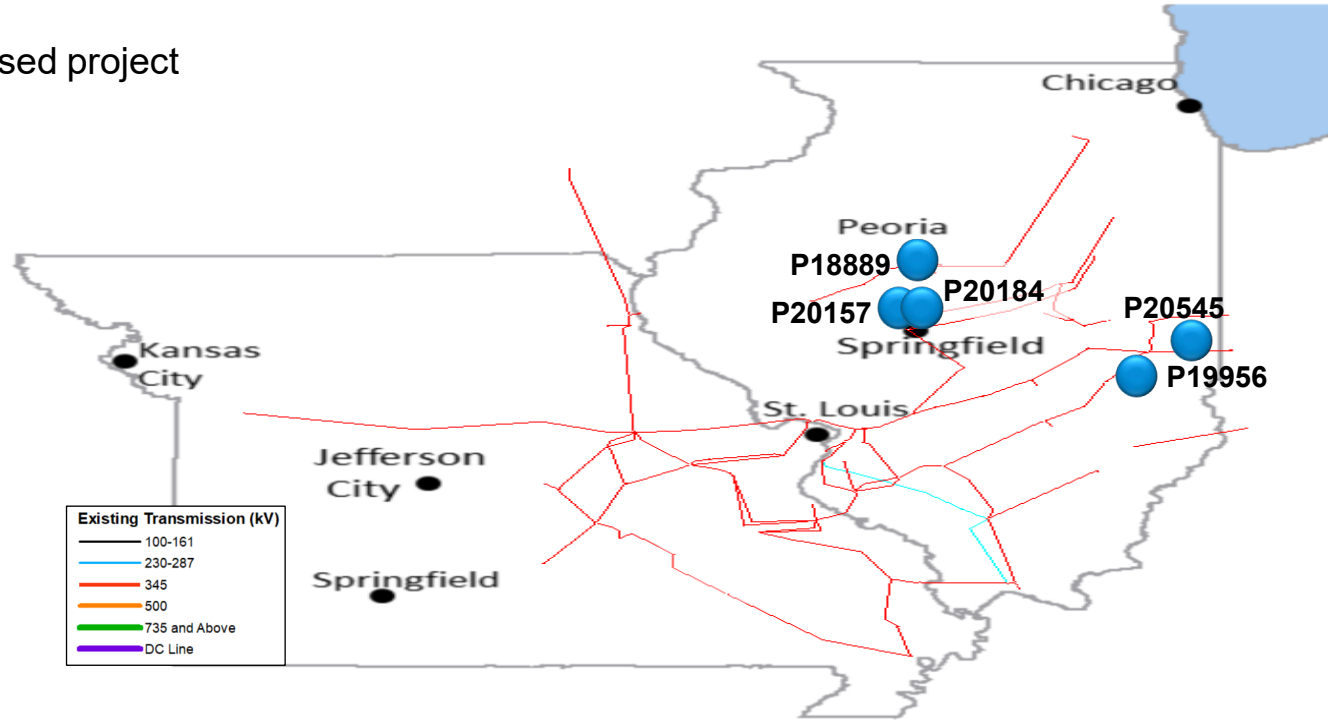 sed project
Chicago
Peoria
P18889
P20184
P20157
P20545
Springfield
P19956
Kansas
City
St. Louis
Jefferson
City
Existing Transmission (kV)
100-161
230-287
345
500
735 and Above
DC Line
Springfield